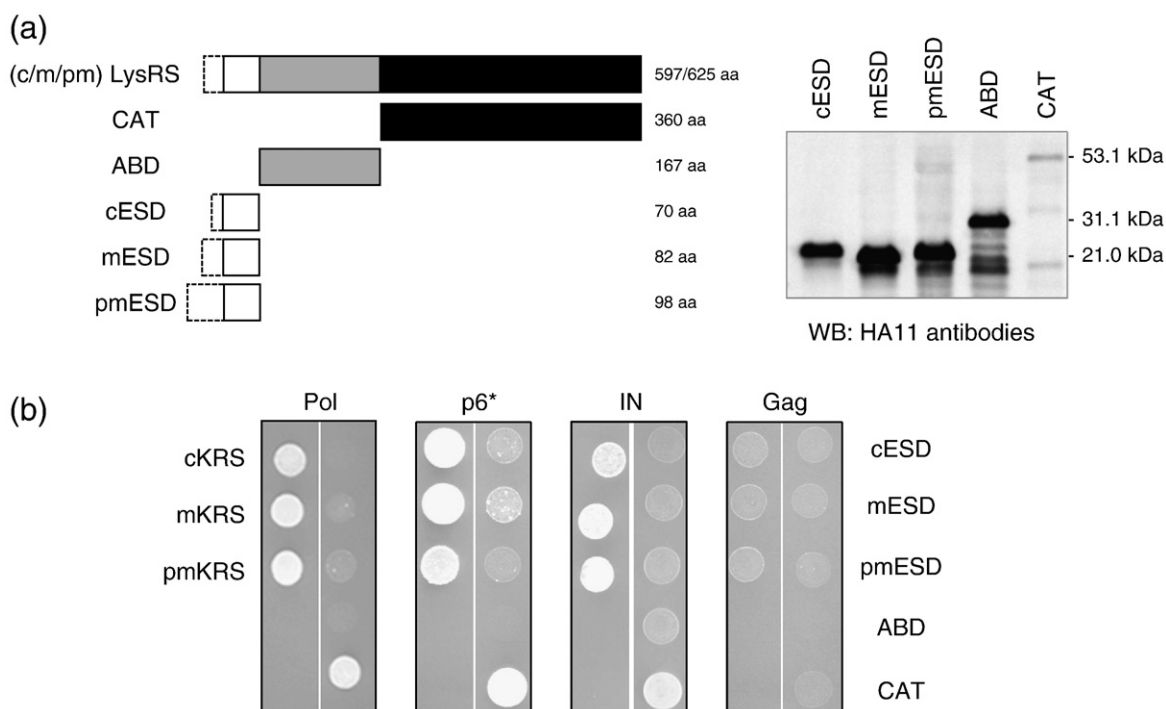 (a)
(c/m/pm) LysRS 597/625 aa
CAT 360 aa
ABD 167 aa
cESD 70 aa
mESD 82 aa
pmESD 98 aa
cESD mESD pmESD ABD CAT
- 53.1 kDa
- 31.1 kDa
- 21.0 kDa
WB: HA11 antibodies
(b)
Pol p6* IN Gag
cKRS cESD
mKRS mESD
pmKRS pmESD
ABD
CAT